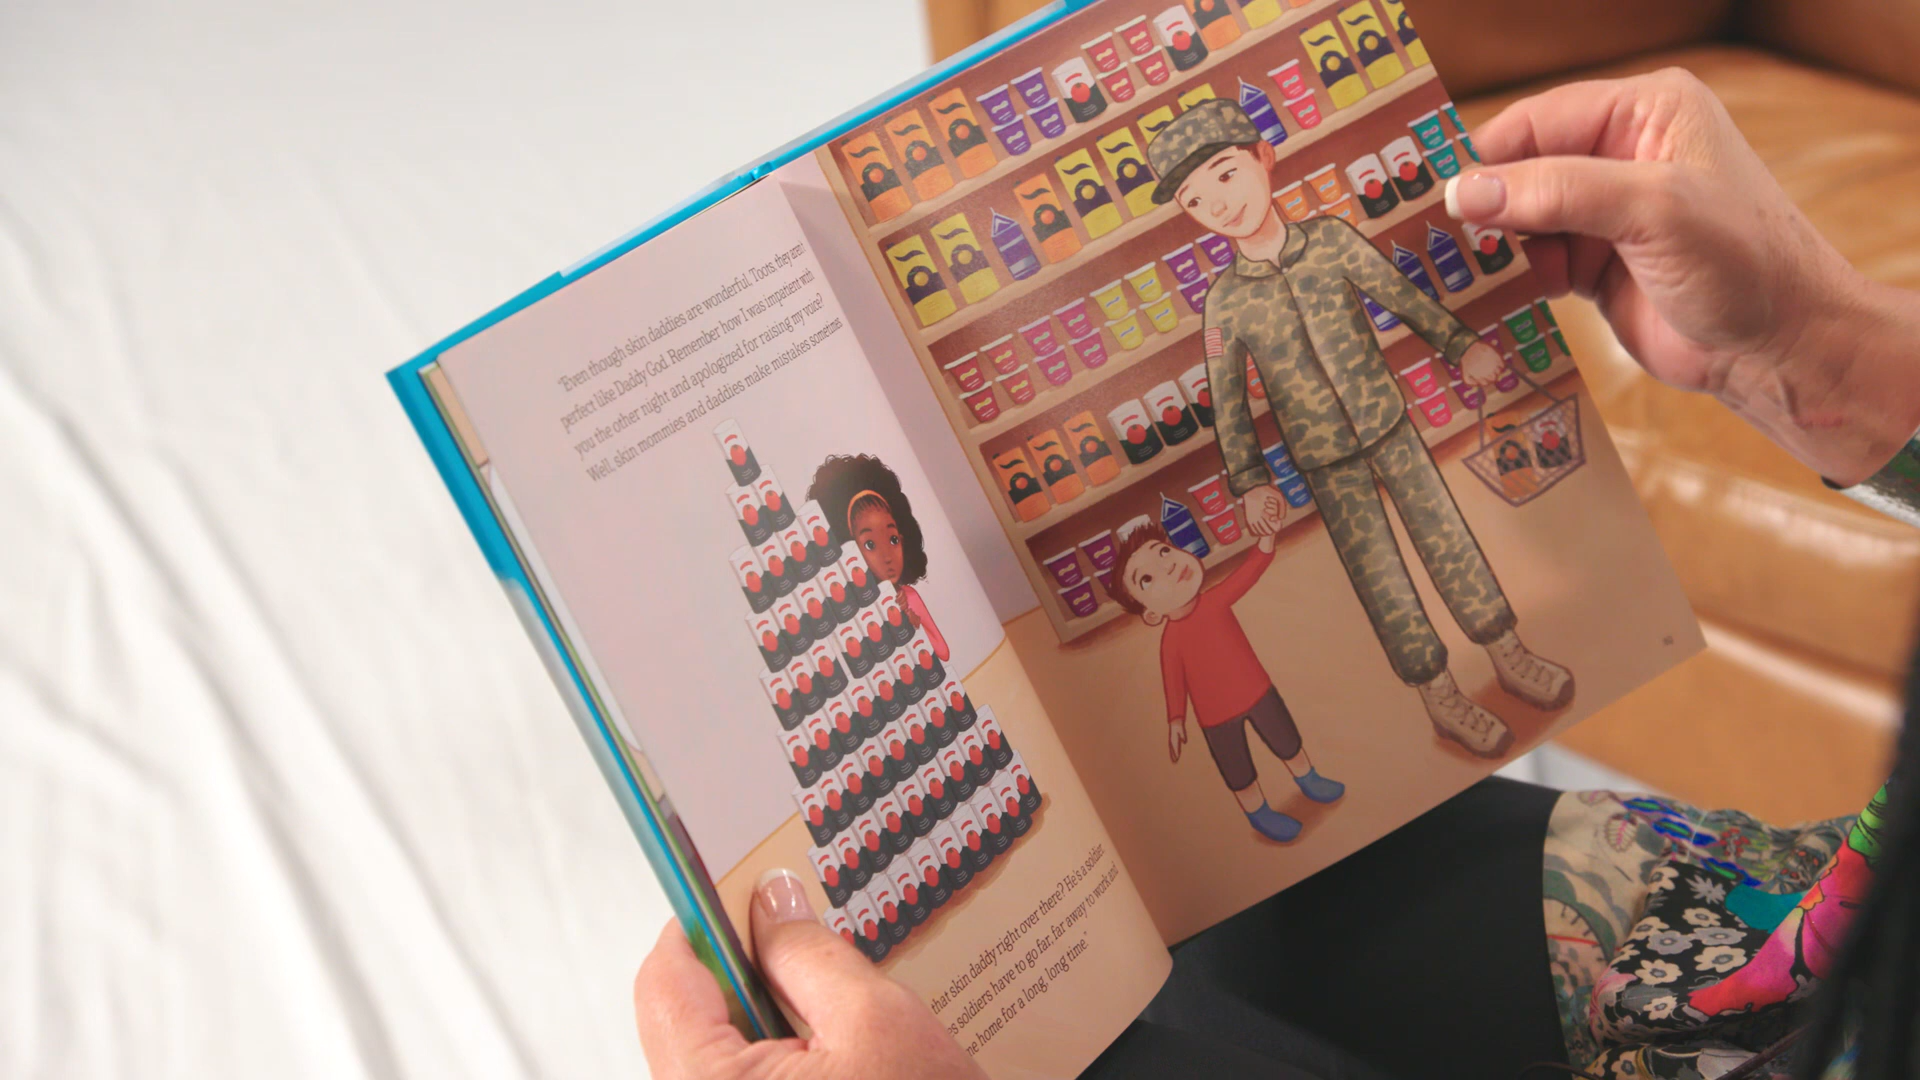 "Even though skin daddies are wonderful, Toots, they aren't
perfect like Daddy God. Remember how I was impatient with
you the other night and apologized for raising my voice?
Well, skin mommies and daddies make mistakes sometimes
that skin daddy right over there? He's a soldier
es soldiers have to go far, far away to work and
me home for a long, long time."